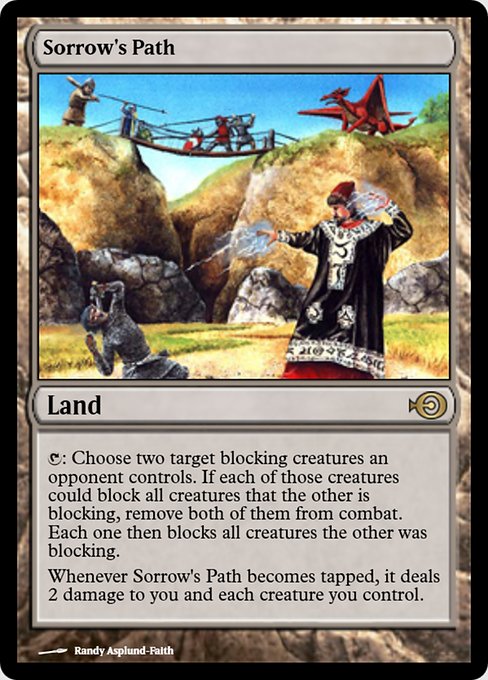 Sorrow's Path
Land
: Choose two target blocking creatures an
opponent controls. If each of those creatures
could block all creatures that the other is
blocking, remove both of them from combat.
Each one then blocks all creatures the other was
blocking.
Whenever Sorrow's Path becomes tapped, it deals
2 damage to you and each creature you control.
Randy Asplund-Faith